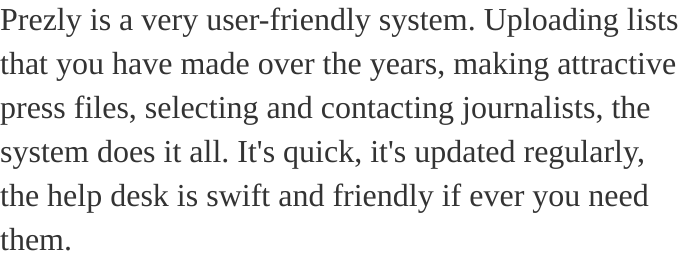 Prezly is a very user-friendly system. Uploading lists
that you have made over the years, making attractive
press files, selecting and contacting journalists, the
system does it all. It's quick, it's updated regularly,
the help desk is swift and friendly if ever you need
them.